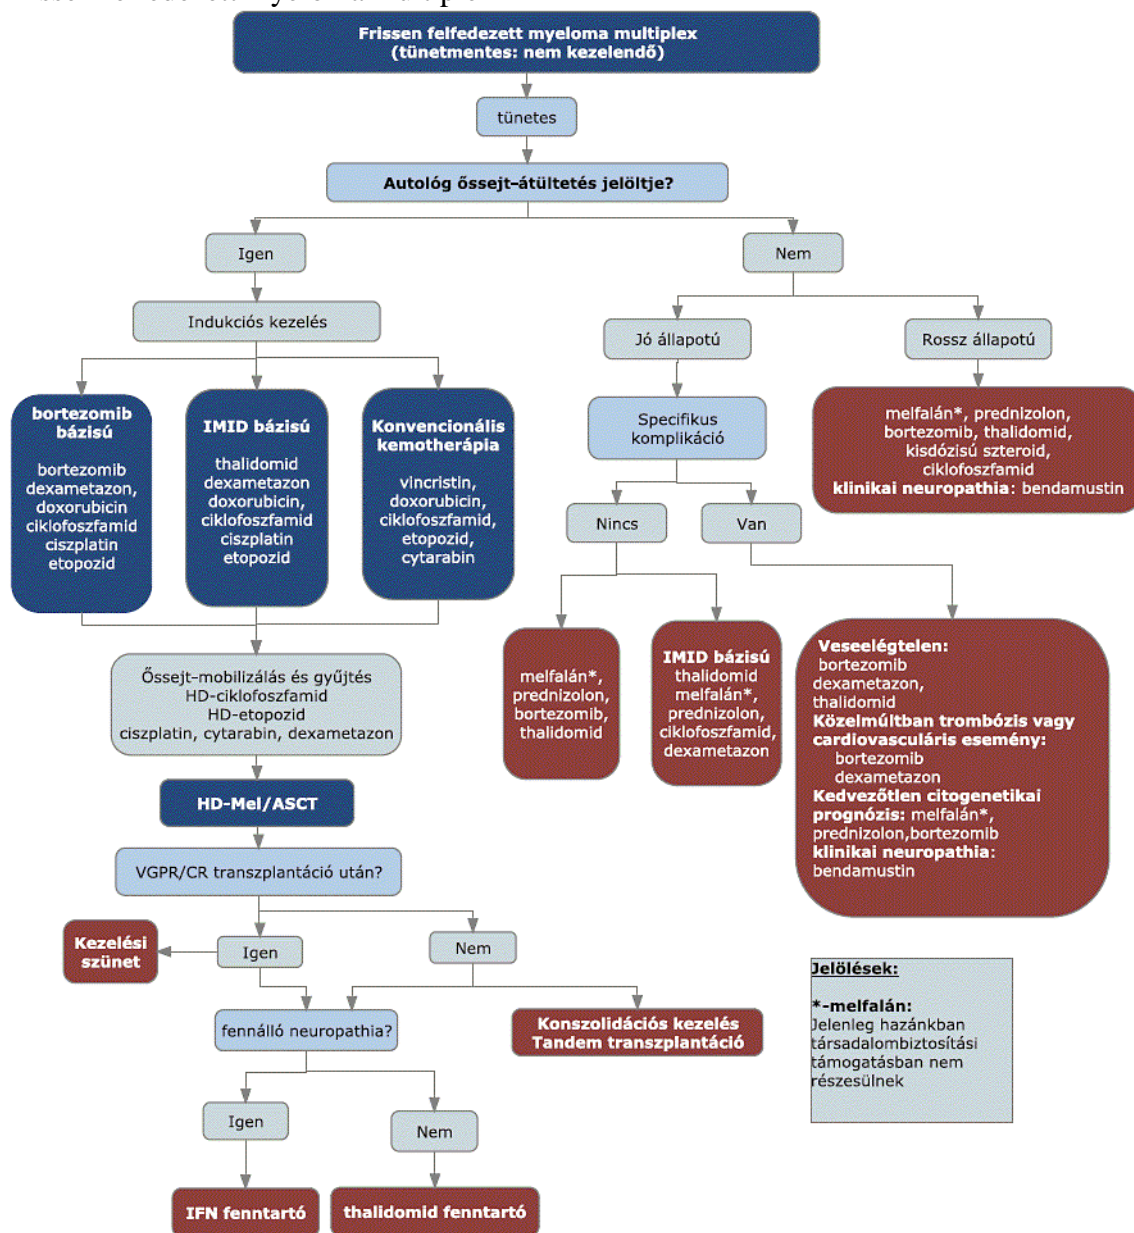 Frissen felfedezett myeloma multiplex
(tünetmentes: nem kezelendő)
tünetes
Autológ őssejt-átültetés jelöltje?
Igen
Nem
Indukciós kezelés
Jó állapotú
Rossz állapotú
bortezomib
bázisú
bortezomib
dexametazon,
doxorubicin
ciklofoszfamid
ciszplatin
etopozid
IMID bázisú
thalidomid
dexametazon
doxorubicin,
ciklofoszfamid
ciszplatin
etopozid
Konvencionális
kemotherápia
vincristin,
doxorubicin,
ciklofoszfamid,
etopozid,
cytarabin
Specifikus
komplikáció
melfalán*, prednizolon,
bortezomib, thalidomid,
kisdózisú szteroid,
ciklofoszfamid
klinikai neuropathia: bendamustin
Nincs
Van
melfalán*,
prednizolon,
bortezomib,
thalidomid
IMID bázisú
thalidomid
melfalán*,
prednizolon,
ciklofoszfamid,
dexametazon
Veseelégtelen:
bortezomib
dexametazon,
thalidomid
Közelmúltban trombózis vagy
cardiovasculáris esemény:
bortezomib
dexametazon
Kedvezőtlen citogenetikai
prognózis: melfalán*,
prednizolon,bortezomib
klinikai neuropathia:
bendamustin
Őssejt-mobilizálás és gyűjtés
HD-ciklofoszfamid
HD-etopozid
ciszplatin, cytarabin, dexametazon
HD-Mel/ASCT
VGPR/CR transzplantáció után?
Kezelési
szünet
Igen
Nem
fennálló neuropathia?
Konszolidációs kezelés
Tandem transzplantáció
Igen
Nem
IFN fenntartó
thalidomid fenntartó
Jelölések:
*-melfalán:
Jelenleg hazánkban
társadalombiztosítási
támogatásban nem
részesülnek